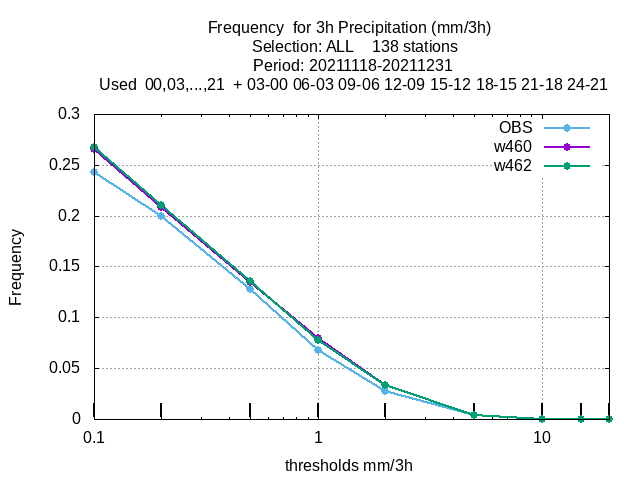 Frequency  for 3h Precipitation (mm/3h)
Selection: ALL    138 stations
Period: 20211118-20211231
Used  00,03,...,21  + 03-00 06-03 09-06 12-09 15-12 18-15 21-18 24-21
OBS
w460
w462
0.3
0.25
0.2
0.15
0.1
0.05
0
Frequency
0.1
1
10
thresholds mm/3h